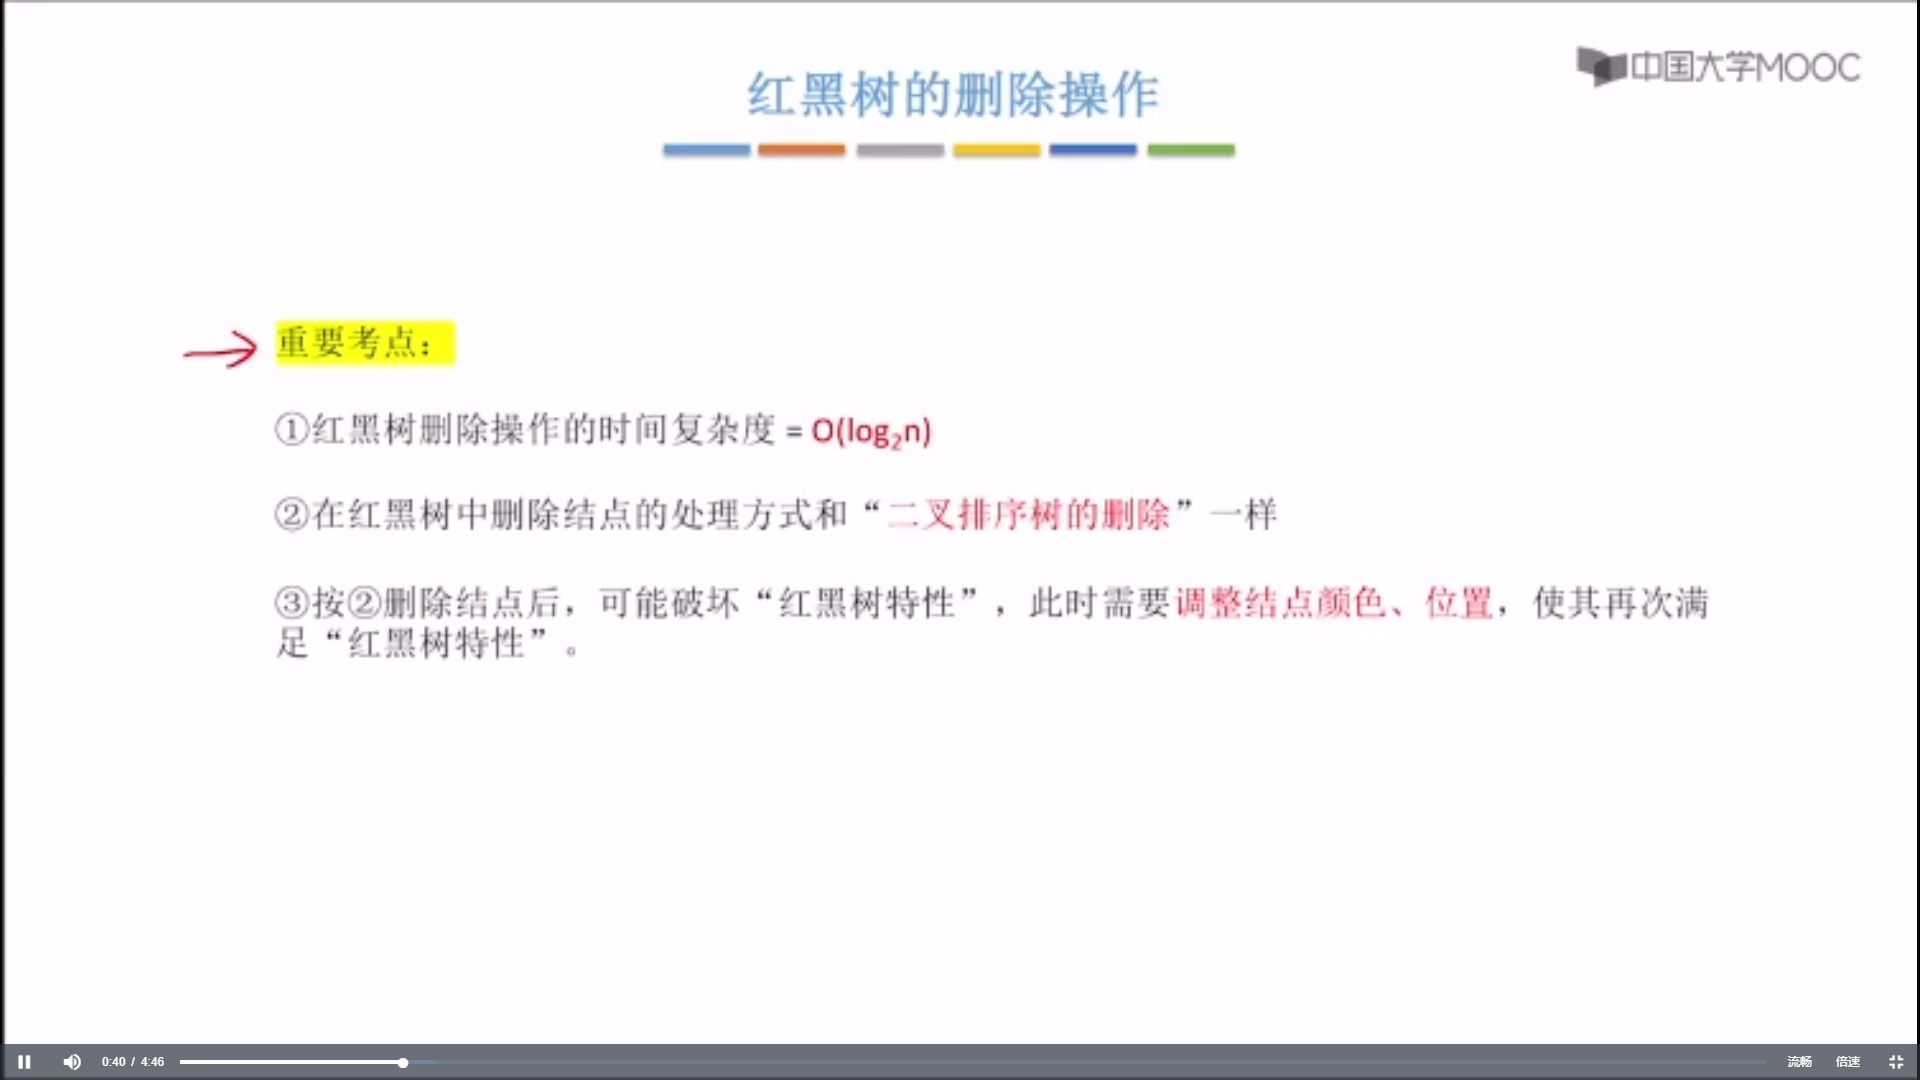 中国大学MOOC
红黑树的删除操作
重要考点：
①红黑树删除操作的时间复杂度 = O(log₂n)
②在红黑树中删除结点的处理方式和“二叉排序树的删除”一样
③按②删除结点后，可能破坏“红黑树特性”，此时需要调整结点颜色、位置，使其再次满
足“红黑树特性”。
0:40 / 4:46 流畅 倍速